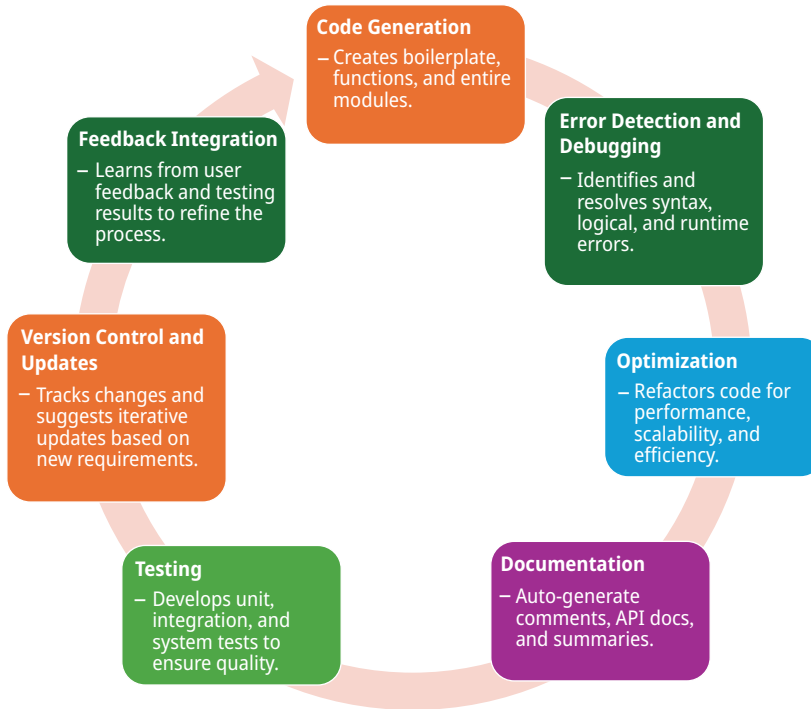 Code Generation
– Creates boilerplate,
functions, and entire
modules.
Error Detection and
Debugging
– Identifies and
resolves syntax,
logical, and runtime
errors.
Optimization
– Refactors code for
performance,
scalability, and
efficiency.
Documentation
– Auto-generate
comments, API docs,
and summaries.
Testing
– Develops unit,
integration, and
system tests to
ensure quality.
Version Control and
Updates
– Tracks changes and
suggests iterative
updates based on
new requirements.
Feedback Integration
– Learns from user
feedback and testing
results to refine the
process.